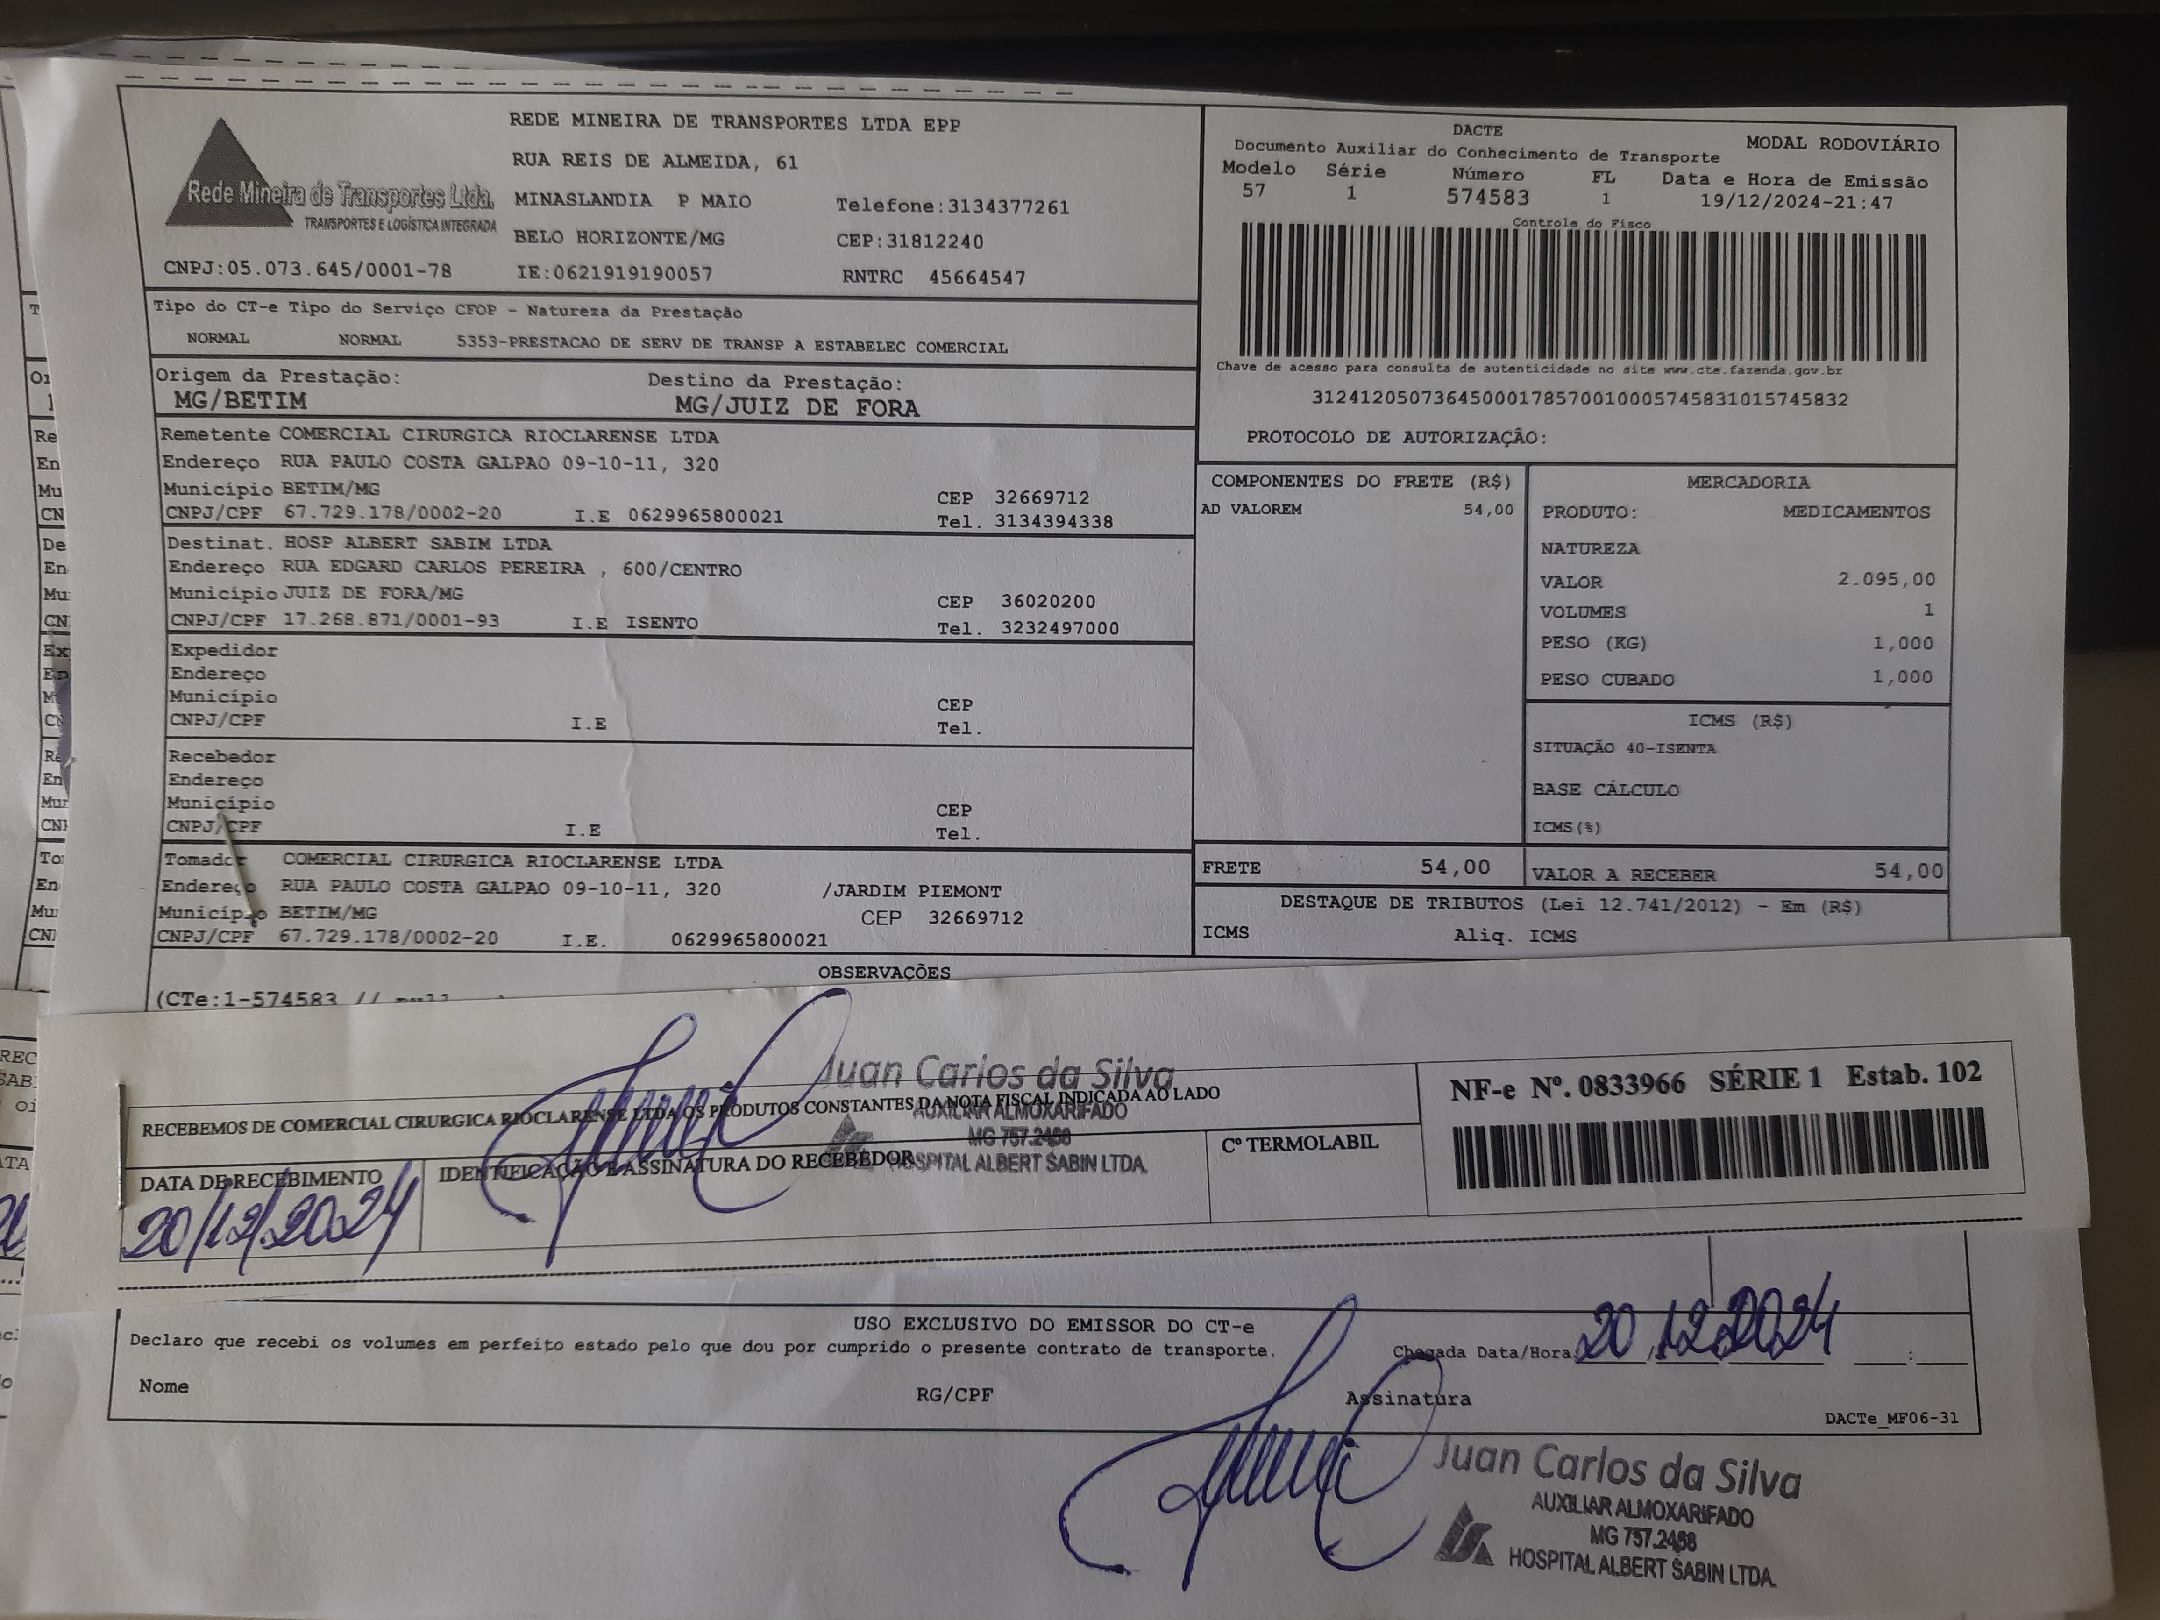 REDE MINEIRA DE TRANSPORTES LTDA EPP
RUA REIS DE ALMEIDA, 61
Rede Mineira de Transportes Ltda.
TRANSPORTES E LOGÍSTICA INTEGRADA
MINASLANDIA P MAIO Telefone:3134377261
BELO HORIZONTE/MG CEP:31812240
CNPJ:05.073.645/0001-78 IE:0621919190057 RNTRC 45664547
DACTE MODAL RODOVIÁRIO
Documento Auxiliar do Conhecimento de Transporte
Modelo Série Número FL Data e Hora de Emissão
57 1 574583 1 19/12/2024-21:47
Controle do Fisco
Chave de acesso para consulta de autenticidade no site www.cte.fazenda.gov.br
31241205073645000178570010005745831015745832
PROTOCOLO DE AUTORIZAÇÃO:
Tipo do CT-e Tipo do Serviço CFOP - Natureza da Prestação
NORMAL NORMAL 5353-PRESTACAO DE SERV DE TRANSP A ESTABELEC COMERCIAL
Origem da Prestação: Destino da Prestação:
MG/BETIM MG/JUIZ DE FORA
Remetente COMERCIAL CIRURGICA RIOCLARENSE LTDA
Endereço RUA PAULO COSTA GALPAO 09-10-11, 320
Município BETIM/MG CEP 32669712
CNPJ/CPF 67.729.178/0002-20 I.E 0629965800021 Tel. 3134394338
Destinat. HOSP ALBERT SABIM LTDA
Endereço RUA EDGARD CARLOS PEREIRA , 600/CENTRO
Município JUIZ DE FORA/MG CEP 36020200
CNPJ/CPF 17.268.871/0001-93 I.E ISENTO Tel. 3232497000
Expedidor
Endereço
Município CEP
CNPJ/CPF I.E Tel.
Recebedor
Endereço
Município CEP
CNPJ/CPF I.E Tel.
Tomador COMERCIAL CIRURGICA RIOCLARENSE LTDA
Endereço RUA PAULO COSTA GALPAO 09-10-11, 320 /JARDIM PIEMONT
Município BETIM/MG CEP 32669712
CNPJ/CPF 67.729.178/0002-20 I.E. 0629965800021
COMPONENTES DO FRETE (R$)
AD VALOREM 54,00
MERCADORIA
PRODUTO: MEDICAMENTOS
NATUREZA
VALOR 2.095,00
VOLUMES 1
PESO (KG) 1,000
PESO CUBADO 1,000
ICMS (R$)
SITUAÇÃO 40-ISENTA
BASE CÁLCULO
ICMS(%)
FRETE 54,00 VALOR A RECEBER 54,00
DESTAQUE DE TRIBUTOS (Lei 12.741/2012) - Em (R$)
ICMS Aliq. ICMS
OBSERVAÇÕES
(CTe:1-574583 //
Juan Carlos da Silva
AUXILIAR ALMOXARIFADO
MG 757.2468
HOSPITAL ALBERT SABIN LTDA.
RECEBEMOS DE COMERCIAL CIRURGICA RIOCLARENSE LTDA OS PRODUTOS CONSTANTES DA NOTA FISCAL INDICADA AO LADO
NF-e Nº. 0833966 SÉRIE 1 Estab. 102
DATA DE RECEBIMENTO IDENTIFICAÇÃO E ASSINATURA DO RECEBEDOR Cº TERMOLABIL
20/12/2024
USO EXCLUSIVO DO EMISSOR DO CT-e
Declaro que recebi os volumes em perfeito estado pelo que dou por cumprido o presente contrato de transporte. Chegada Data/Hora: 20/12/2024 :
Nome RG/CPF Assinatura
DACTe_MF06-31
Juan Carlos da Silva
AUXILIAR ALMOXARIFADO
MG 757.2468
HOSPITAL ALBERT SABIN LTDA.